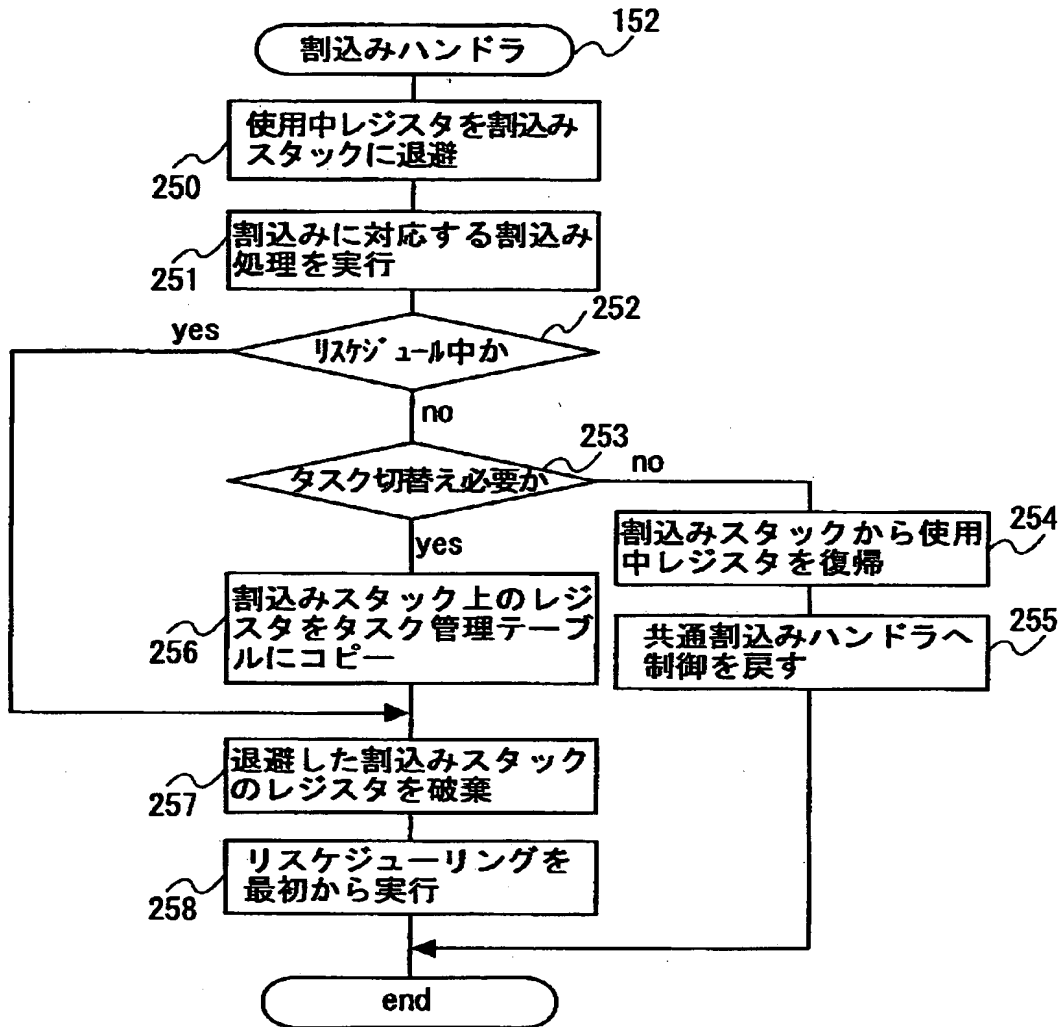 割込みハンドラ
152
使用中レジスタを割込み
スタックに退避
250
割込みに対応する割込み
処理を実行
251
252
yes
リスケジュール中か
no
253
タスク切替え必要か
no
yes
割込みスタックから使用
中レジスタを復帰
254
共通割込みハンドラへ
制御を戻す
255
割込みスタック上のレジ
スタをタスク管理テーブ
ルにコピー
256
退避した割込みスタック
のレジスタを破棄
257
リスケジューリングを
最初から実行
258
end